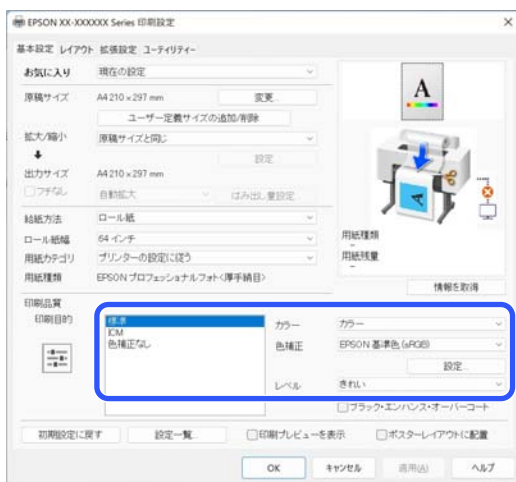 EPSON XX-XXXXXX Series 印刷設定
基本設定 レイアウト 拡張設定 ユーティリティー
お気に入り 現在の設定
原稿サイズ A4 210 x 297 mm 変更...
ユーザー定義サイズの追加/削除
拡大/縮小 原稿サイズと同じ
設定...
出力サイズ A4 210 x 297 mm
フチなし 自動拡大 はみ出し量設定...
給紙方法 ロール紙
ロール紙幅 64 インチ
用紙カテゴリ プリンターの設定に従う
用紙種類 EPSON プロフェッショナルフォト<厚手絹目>
A
用紙種類
-
用紙残量
-
情報を取得
印刷品質
印刷目的
標準
ICM
色補正なし
カラー カラー
色補正 EPSON 基準色 (sRGB)
設定...
レベル きれい
ブラック・エンハンス・オーバーコート
初期設定に戻す 設定一覧... 印刷プレビューを表示 ポスターレイアウトに配置
OK キャンセル 適用(A) ヘルプ